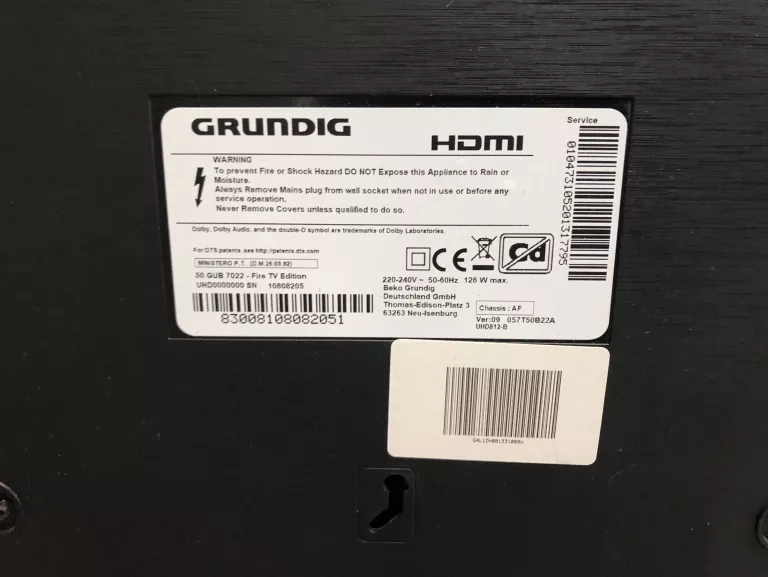 GRUNDIG
HDMI
Service
WARNING
To prevent Fire or Shock Hazard DO NOT Expose this Appliance to Rain or
Moisture.
Always Remove Mains plug from wall socket when not in use or before any
service operation.
Never Remove Covers unless qualified to do so.
Dolby, Dolby Audio, and the double-D symbol are trademarks of Dolby Laboratories.
For DTS patents, see http://patents.dts.com
MINISTERO P.T. (D.M.26.03.92)
50 GUB 7022 - Fire TV Edition
UHD0000000 SN 10808205
83008108082051
CE
Cd
220-240V ~ 50-60Hz 126 W max.
Beko Grundig
Deutschland GmbH
Thomas-Edison-Platz 3
63263 Neu-Isenburg
Chassis : AF
Ver:09 057T50B22A
UHD812-B
010473105201317795